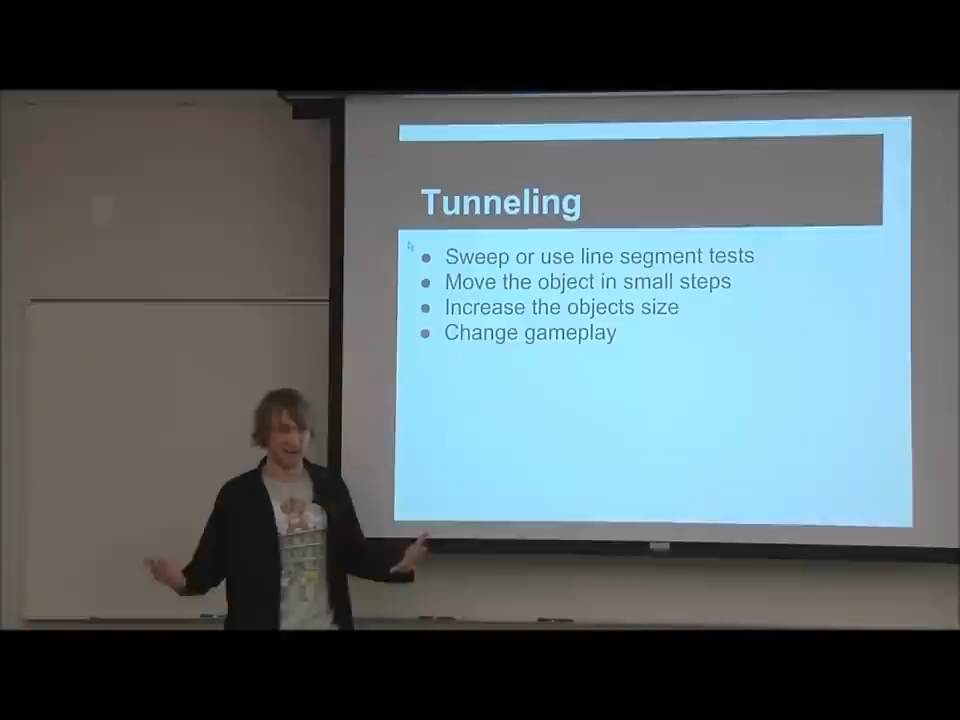 Tunneling
Sweep or use line segment tests
Move the object in small steps
Increase the objects size
Change gameplay